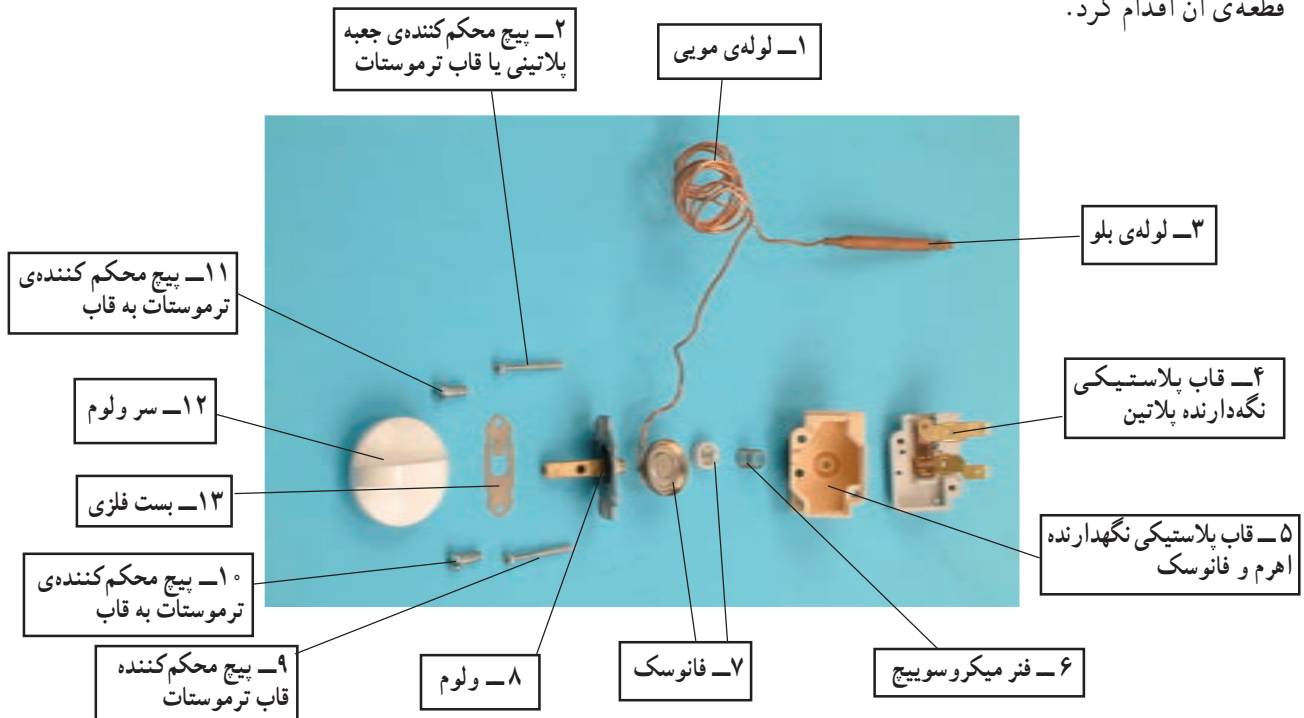 قطعه‌ی آن اقدام کرد.
۱ــ لوله‌ی مویی
۲ــ پیچ محکم‌کننده‌ی جعبه
پلاتینی یا قاب ترموستات
۳ــ لوله‌ی بلو
۴ــ قاب پلاستیکی
نگه‌دارنده پلاتین
۵ ــ قاب پلاستیکی نگهدارنده
اهرم و فانوسک
۶ ــ فنر میکروسوییچ
۷ــ فانوسک
۸ ــ ولوم
۹ــ پیچ محکم‌کننده
قاب ترموستات
۱۰ــ پیچ محکم‌کننده‌ی
ترموستات به قاب
۱۱ــ پیچ محکم کننده‌ی
ترموستات به قاب
۱۲ــ سر ولوم
۱۳ــ بست فلزی